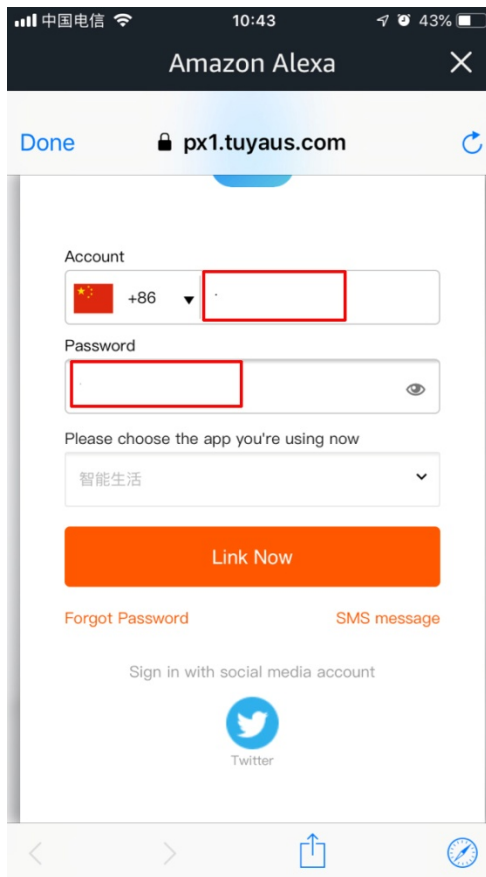 中国电信 10:43 43%
Amazon Alexa
Done px1.tuyaus.com
Account
+86
Password
Please choose the app you're using now
智能生活
Link Now
Forgot Password SMS message
Sign in with social media account
Twitter